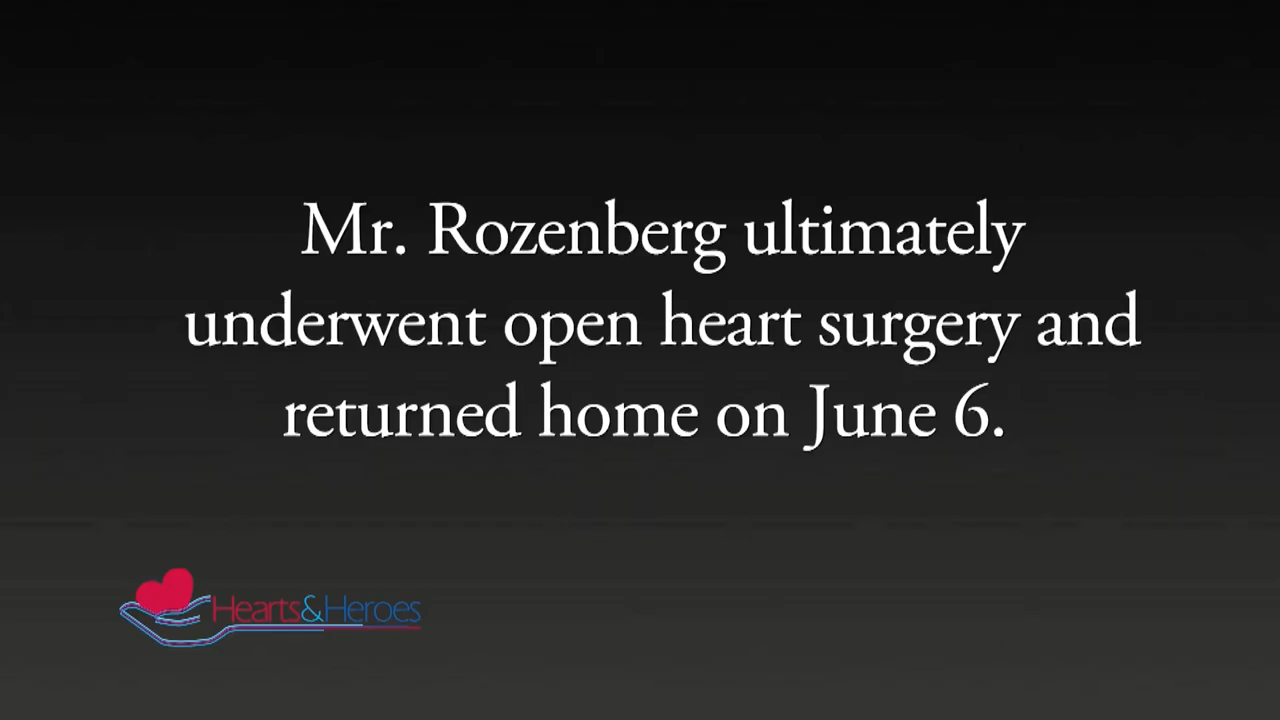 Mr. Rozenberg ultimately
underwent open heart surgery and
returned home on June 6.
Hearts&Heroes